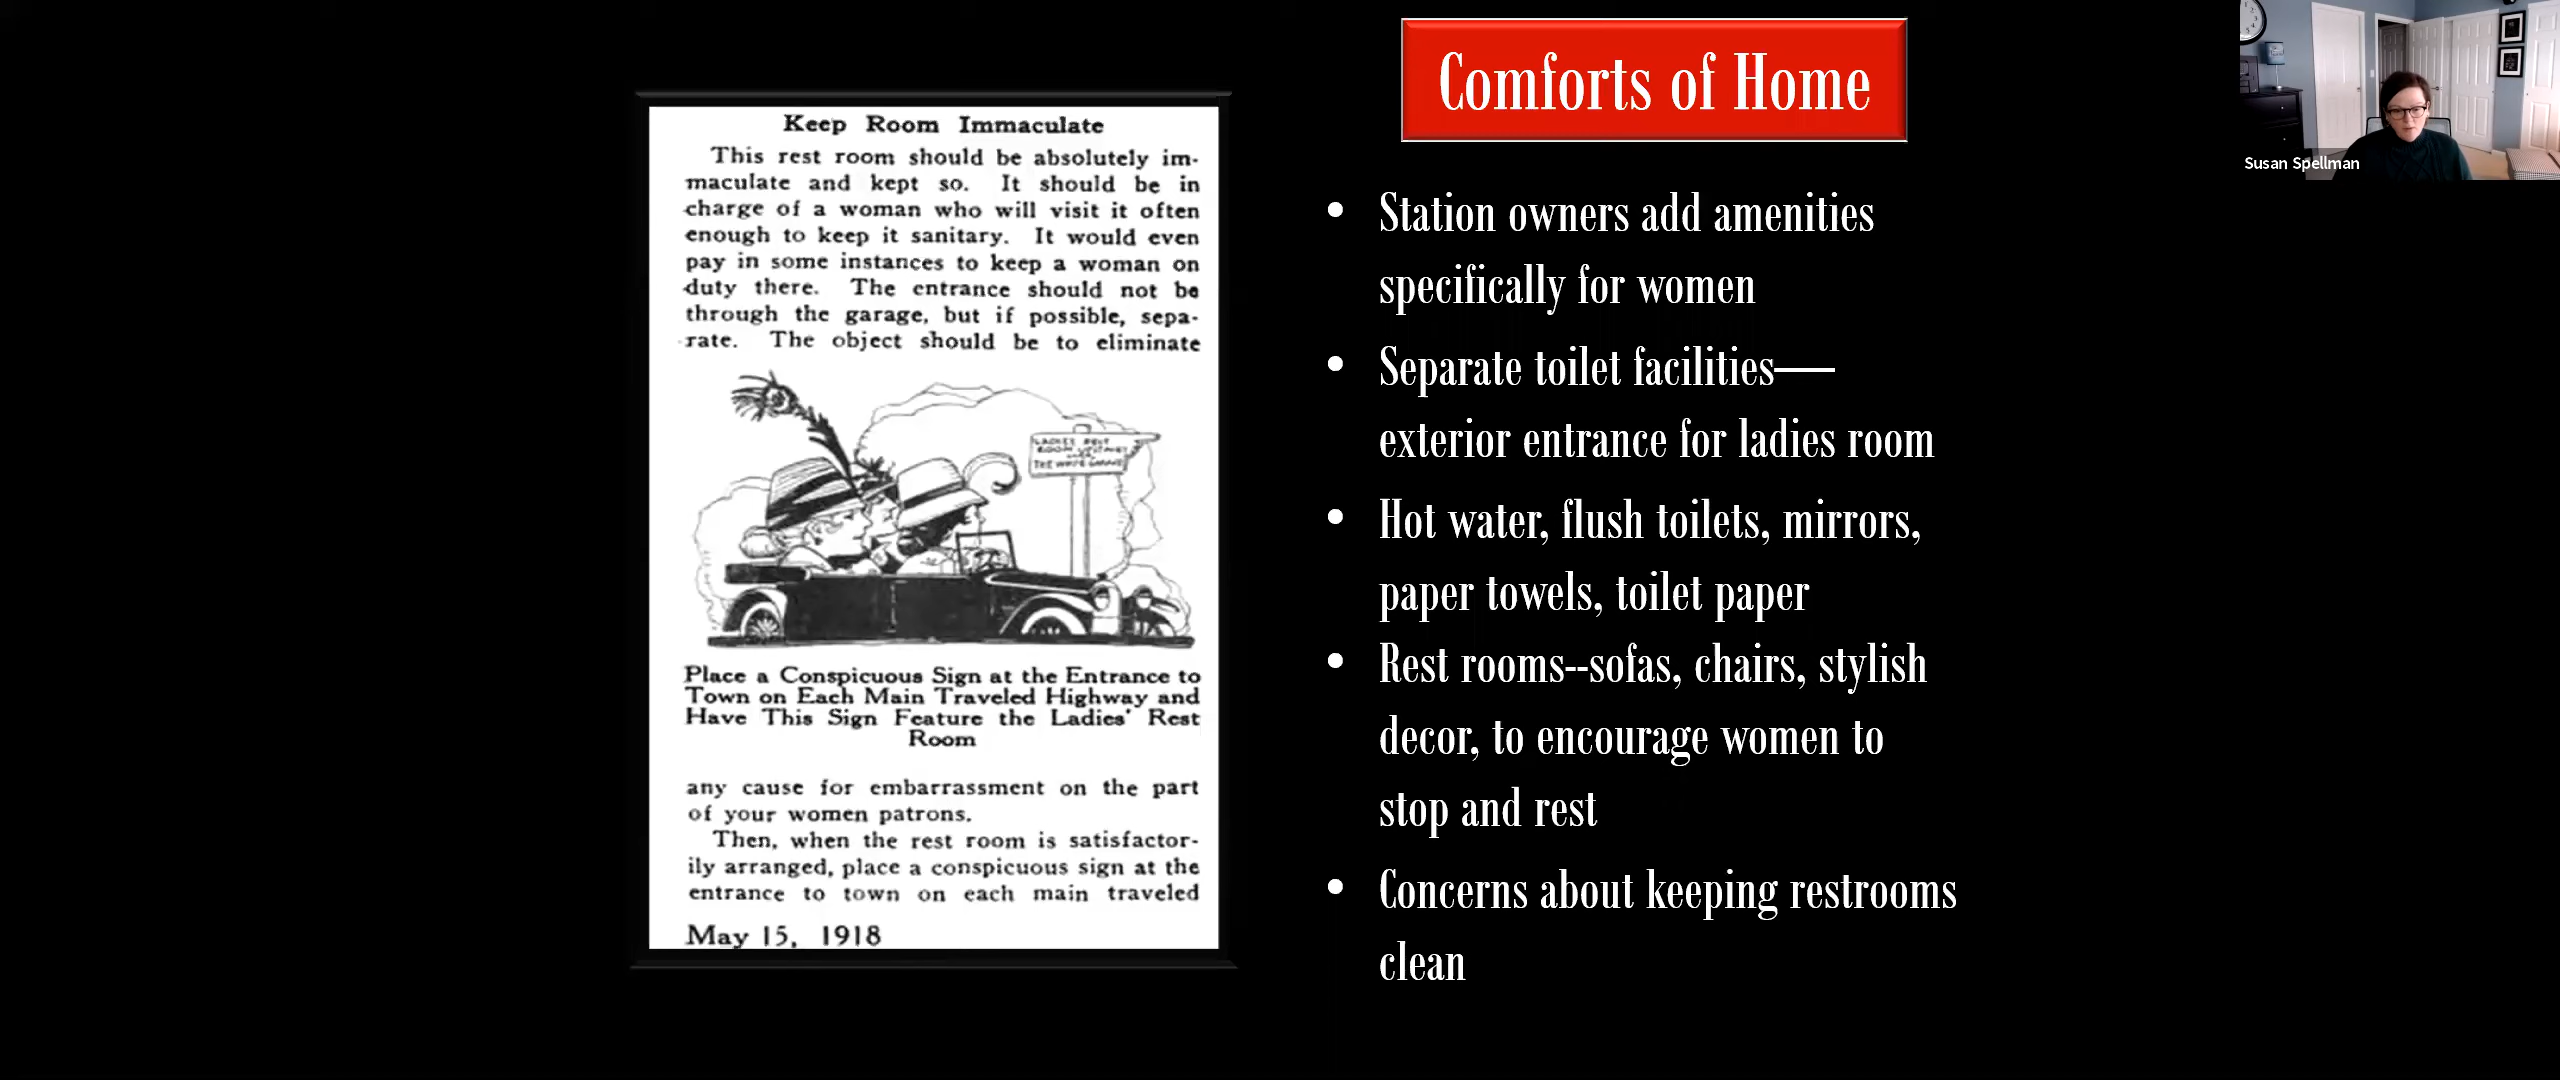 Keep Room Immaculate
This rest room should be absolutely im-
maculate and kept so. It should be in
charge of a woman who will visit it often
enough to keep it sanitary. It would even
pay in some instances to keep a woman on
duty there. The entrance should not be
through the garage, but if possible, sepa-
rate. The object should be to eliminate
LADIES REST
ROOM
THE WHITE GARAGE
Place a Conspicuous Sign at the Entrance to
Town on Each Main Traveled Highway and
Have This Sign Feature the Ladies' Rest
Room
any cause for embarrassment on the part
of your women patrons.
Then, when the rest room is satisfactor-
ily arranged, place a conspicuous sign at the
entrance to town on each main traveled
May 15, 1918
Comforts of Home
• Station owners add amenities
specifically for women
• Separate toilet facilities—
exterior entrance for ladies room
• Hot water, flush toilets, mirrors,
paper towels, toilet paper
• Rest rooms--sofas, chairs, stylish
decor, to encourage women to
stop and rest
• Concerns about keeping restrooms
clean
Susan Spellman